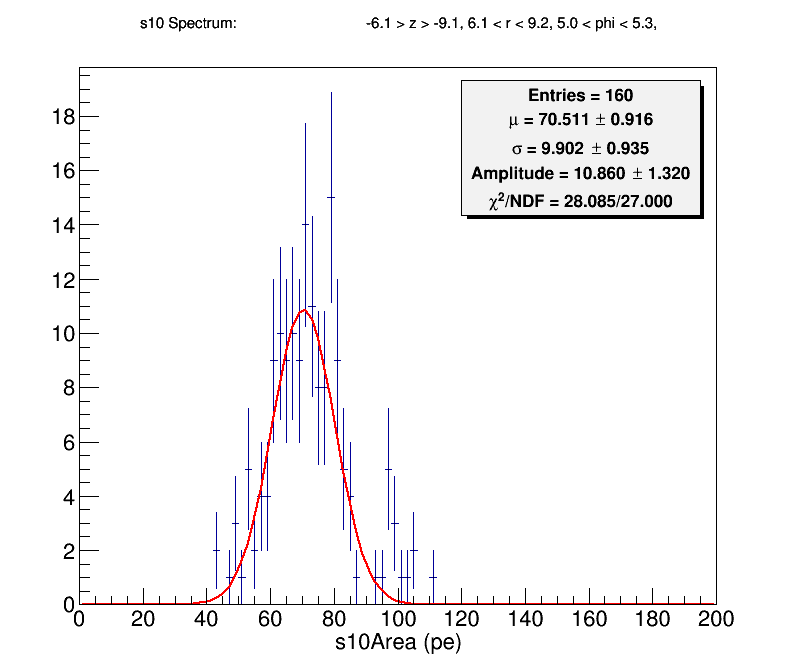 s10 Spectrum: -6.1 > z > -9.1, 6.1 < r < 9.2, 5.0 < phi < 5.3,
Entries = 160
μ = 70.511 ± 0.916
σ = 9.902 ± 0.935
Amplitude = 10.860 ± 1.320
χ²/NDF = 28.085/27.000
18
16
14
12
10
8
6
4
2
0
0 20 40 60 80 100 120 140 160 180 200
s10Area (pe)